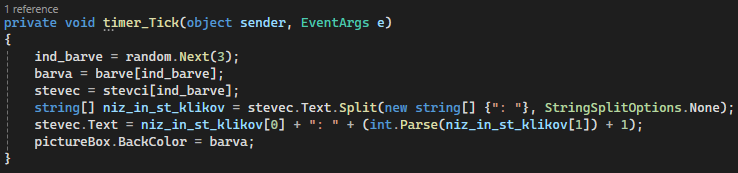 1 reference
private void timer_Tick(object sender, EventArgs e)
{
    ind_barve = random.Next(3);
    barva = barve[ind_barve];
    stevec = stevci[ind_barve];
    string[] niz_in_st_klikov = stevec.Text.Split(new string[] {": "}, StringSplitOptions.None);
    stevec.Text = niz_in_st_klikov[0] + ": " + (int.Parse(niz_in_st_klikov[1]) + 1);
    pictureBox.BackColor = barva;
}